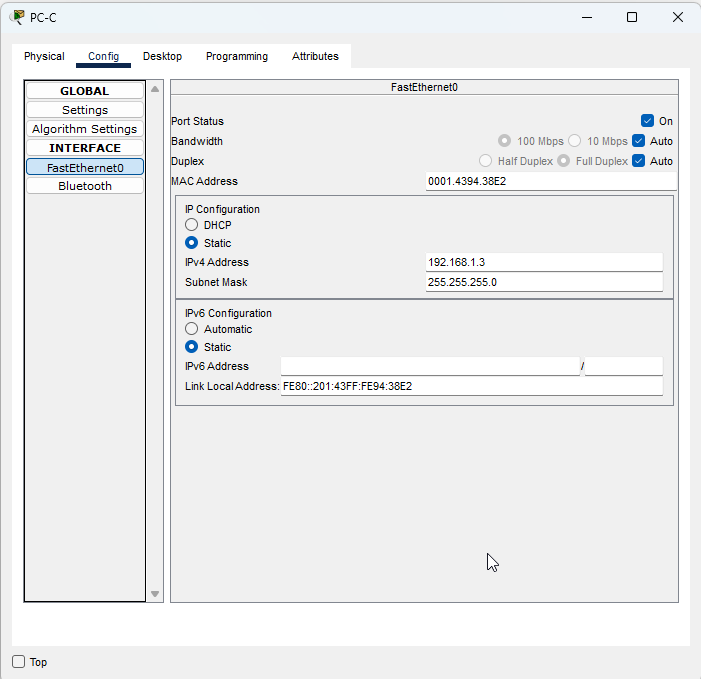 PC-C
Physical Config Desktop Programming Attributes
GLOBAL
Settings
Algorithm Settings
INTERFACE
FastEthernet0
Bluetooth
FastEthernet0
Port Status On
Bandwidth 100 Mbps 10 Mbps Auto
Duplex Half Duplex Full Duplex Auto
MAC Address 0001.4394.38E2
IP Configuration
DHCP
Static
IPv4 Address 192.168.1.3
Subnet Mask 255.255.255.0
IPv6 Configuration
Automatic
Static
IPv6 Address /
Link Local Address: FE80::201:43FF:FE94:38E2
Top